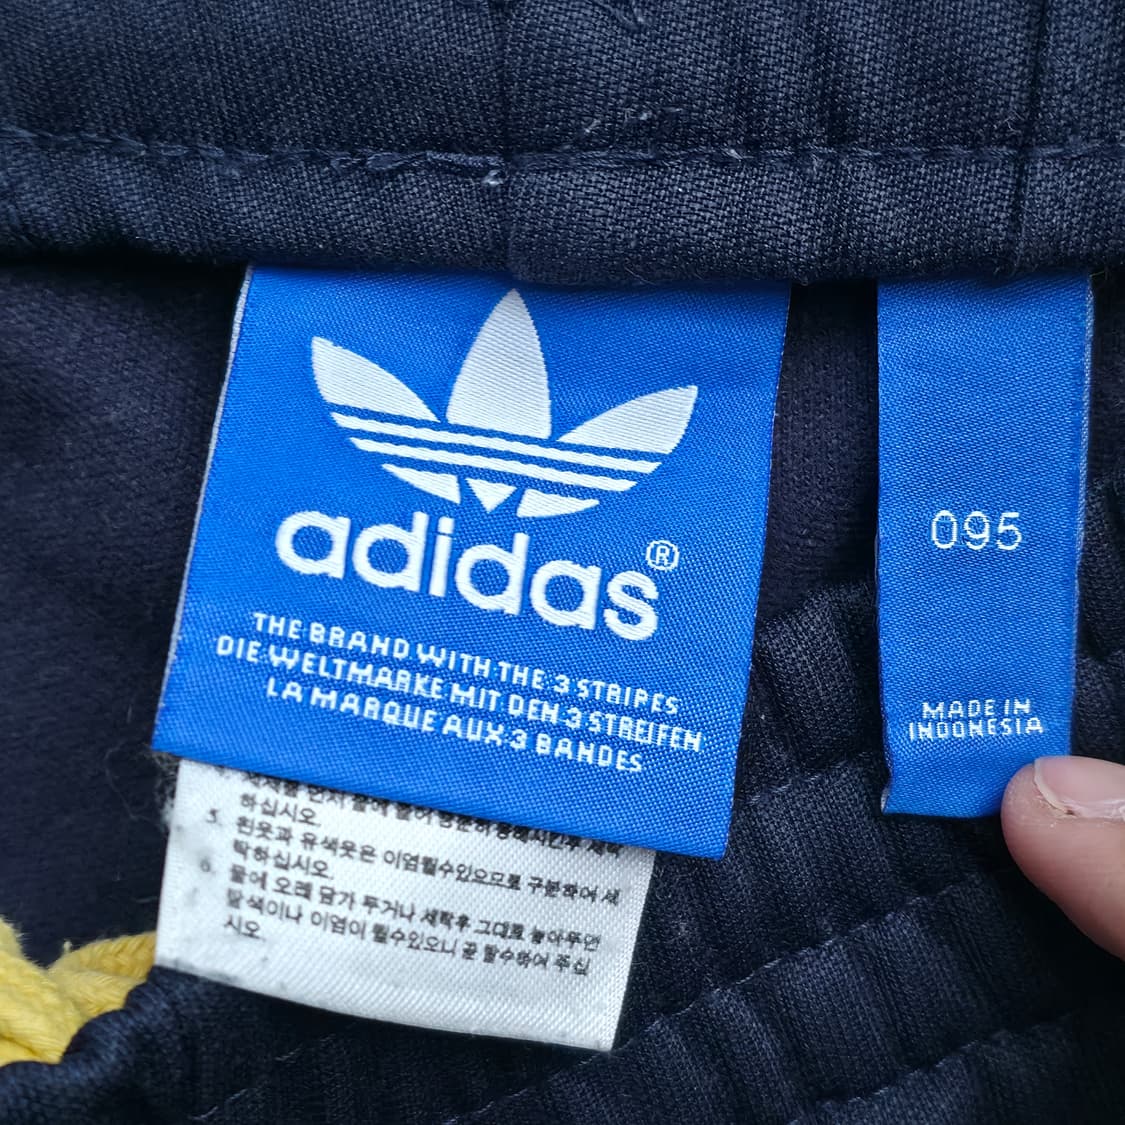 adidas®
THE BRAND WITH THE 3 STRIPES
DIE WELTMARKE MIT DEN 3 STREIFEN
LA MARQUE AUX 3 BANDES
095
MADE IN
INDONESIA
하십시오.
5. 흰옷과 유색옷은 이염될수있으므로 구분하여 세
탁하십시오.
6. 물에 오래 담가 두거나 세탁후 그대로 놓아두면
탈색이나 이염이 될수있으니 곧 탈수하여 주십
시오.